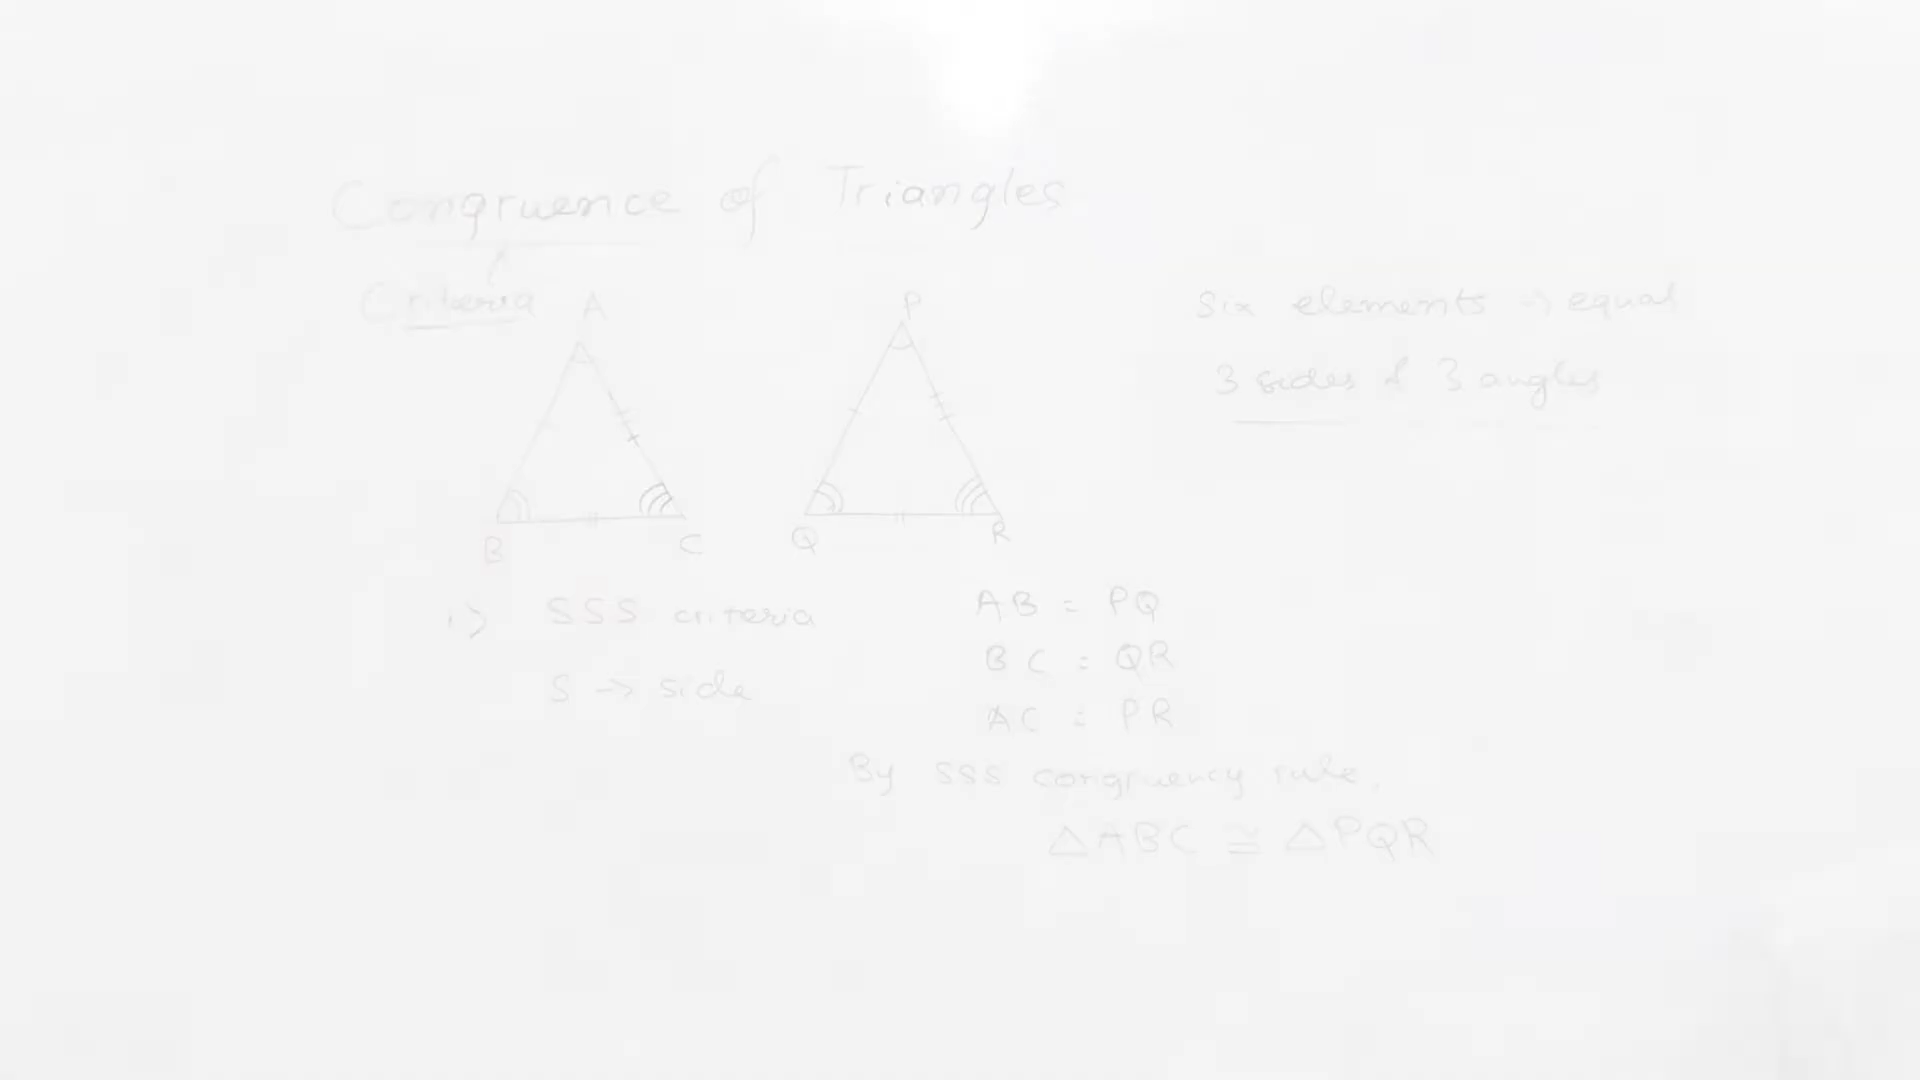 Congruence of Triangles
Criteria
A
P
Six elements → equal
3 sides & 3 angles
B
C
Q
R
1) SSS criteria
S → side
AB = PQ
BC = QR
AC = PR
By SSS congruency rule,
△ABC ≅ △PQR